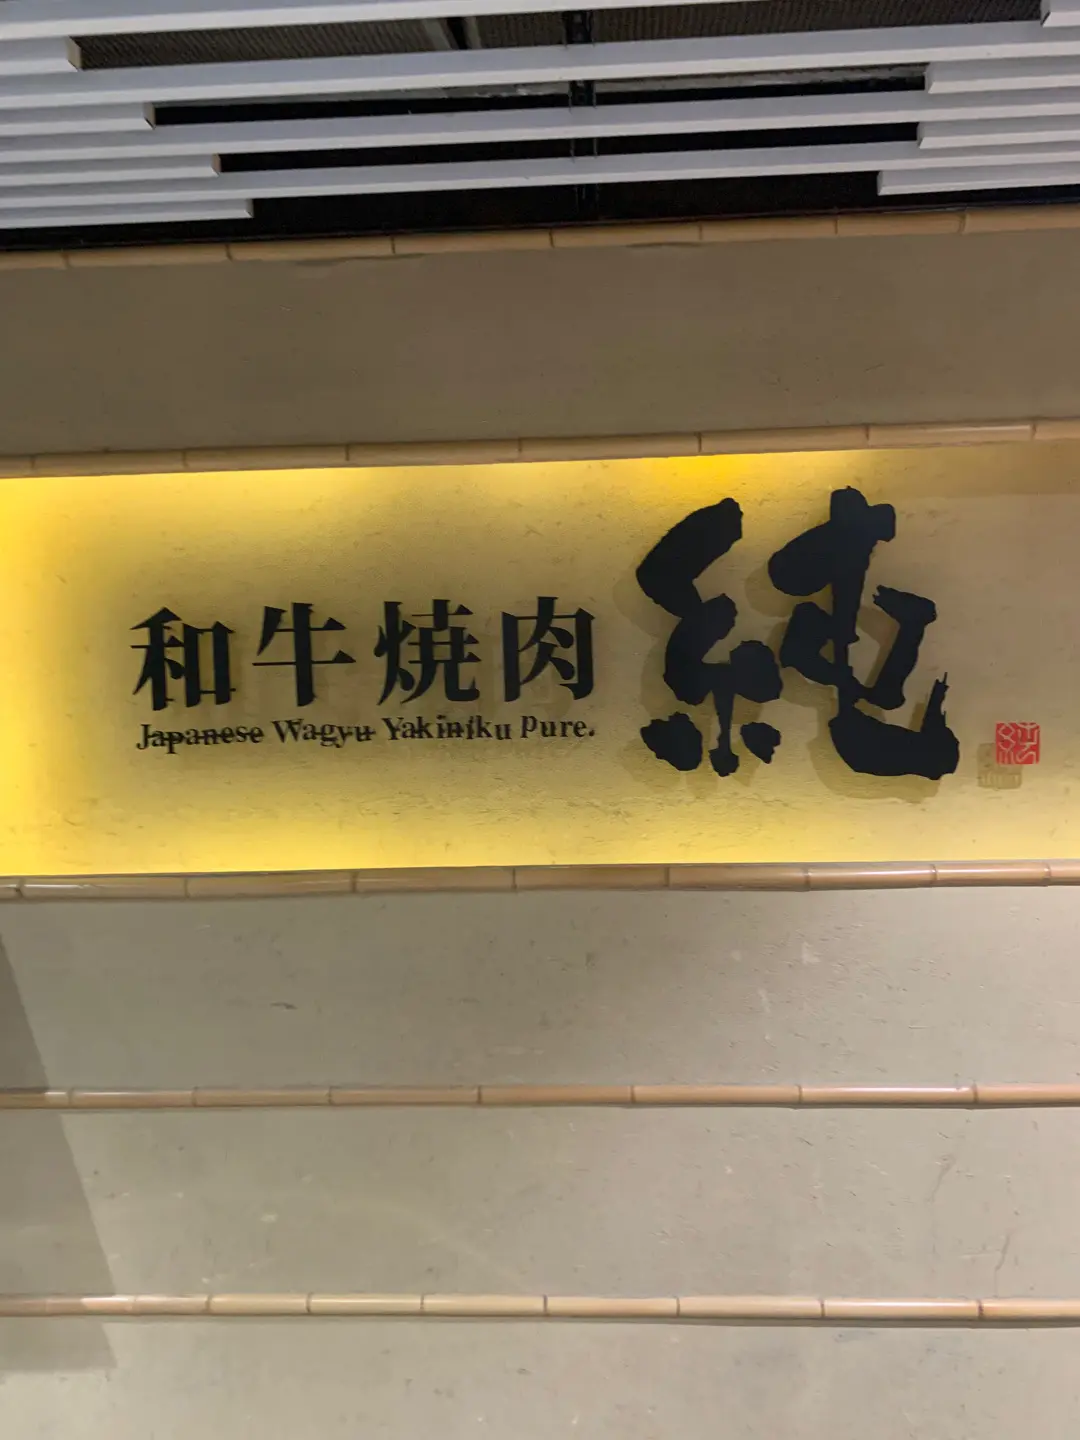 和牛焼肉 純
Japanese Wagyu Yakiniku Pure.